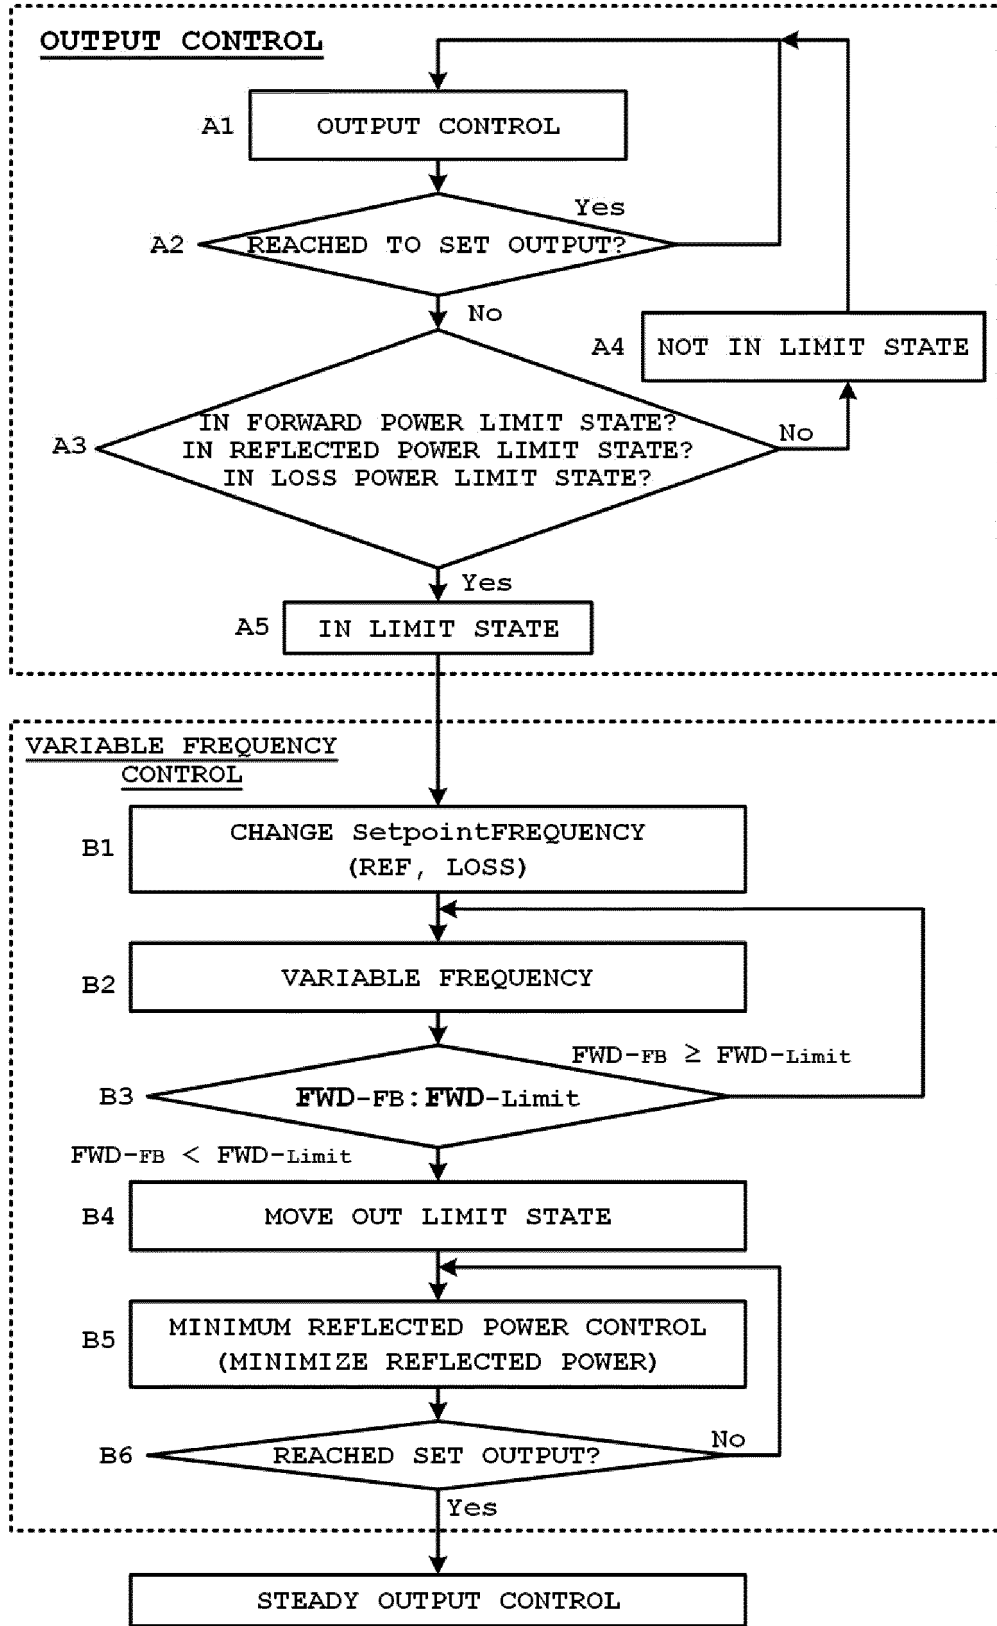 OUTPUT CONTROL
A1
OUTPUT CONTROL
Yes
A2
REACHED TO SET OUTPUT?
No
A4
NOT IN LIMIT STATE
A3
IN FORWARD POWER LIMIT STATE?
IN REFLECTED POWER LIMIT STATE?
IN LOSS POWER LIMIT STATE?
No
Yes
A5
IN LIMIT STATE
VARIABLE FREQUENCY
CONTROL
B1
CHANGE SetpointFREQUENCY
(REF, LOSS)
B2
VARIABLE FREQUENCY
FWD-FB ≥ FWD-Limit
B3
FWD-FB:FWD-Limit
FWD-FB < FWD-Limit
B4
MOVE OUT LIMIT STATE
B5
MINIMUM REFLECTED POWER CONTROL
(MINIMIZE REFLECTED POWER)
B6
REACHED SET OUTPUT?
No
Yes
STEADY OUTPUT CONTROL